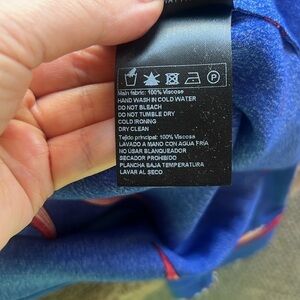 P
Main fabric: 100% Viscose
HAND WASH IN COLD WATER
DO NOT BLEACH
DO NOT TUMBLE DRY
COLD IRONING
DRY CLEAN
Tejido principal: 100% Viscosa
LAVADO A MANO CON AGUA FRÍA
NO USAR BLANQUEADOR
SECADOR PROHIBIDO
PLANCHA BAJA TEMPERATURA
LAVAR AL SECO